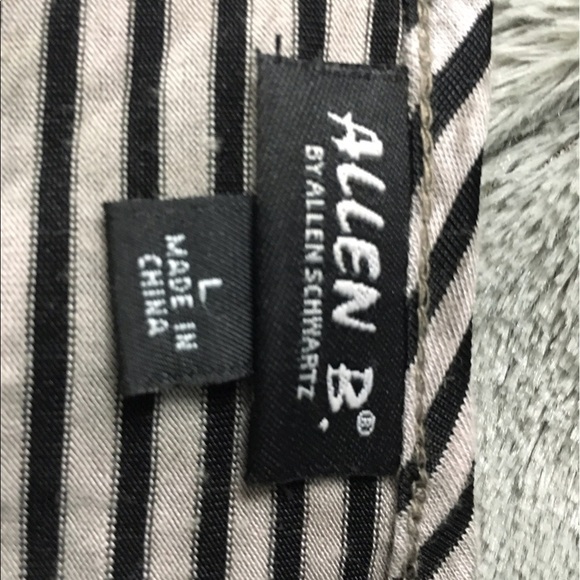 ALLEN B.®
BY ALLEN SCHWARTZ
L
MADE IN
CHINA